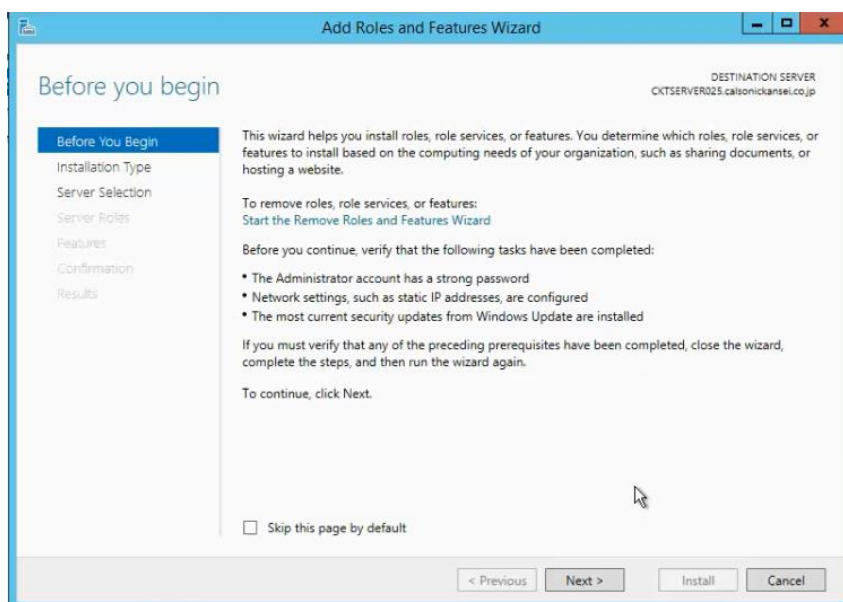 Add Roles and Features Wizard
Before you begin
DESTINATION SERVER
CKTSERVER025.calsonickansei.co.jp
Before You Begin
Installation Type
Server Selection
Server Roles
Features
Confirmation
Results
This wizard helps you install roles, role services, or features. You determine which roles, role services, or
features to install based on the computing needs of your organization, such as sharing documents, or
hosting a website.
To remove roles, role services, or features:
Start the Remove Roles and Features Wizard
Before you continue, verify that the following tasks have been completed:
• The Administrator account has a strong password
• Network settings, such as static IP addresses, are configured
• The most current security updates from Windows Update are installed
If you must verify that any of the preceding prerequisites have been completed, close the wizard,
complete the steps, and then run the wizard again.
To continue, click Next.
Skip this page by default
< Previous
Next >
Install
Cancel